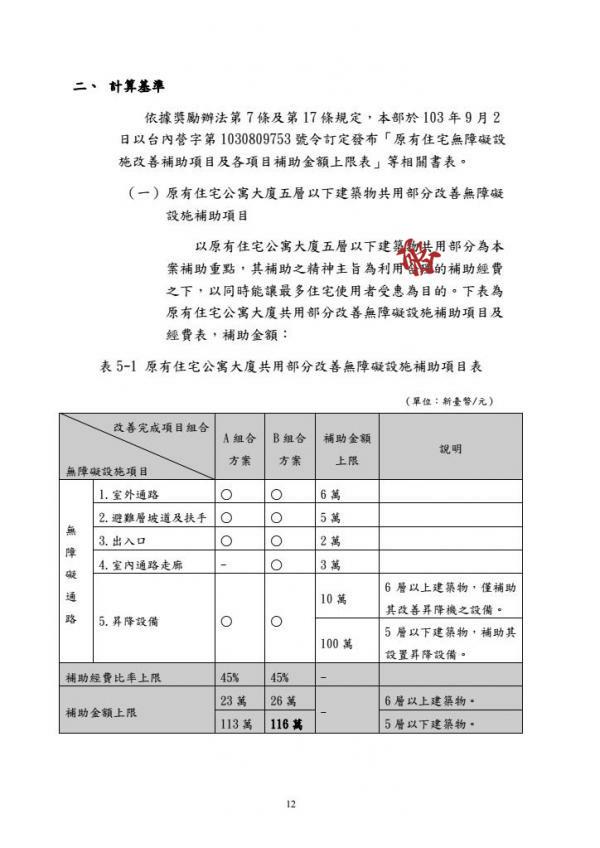 二、 計算基準
依據獎勵辦法第 7 條及第 17 條規定，本部於 103 年 9 月 2
日以台內營字第 1030809753 號令訂定發布「原有住宅無障礙設
施改善補助項目及各項目補助金額上限表」等相關書表。
（一）原有住宅公寓大廈五層以下建築物共用部分改善無障礙
設施補助項目
以原有住宅公寓大廈五層以下建築物共用部分為本
案補助重點，其補助之精神主旨為利用 的補助經費
之下，以同時能讓最多住宅使用者受惠為目的。下表為
原有住宅公寓大廈共用部分改善無障礙設施補助項目及
經費表，補助金額：
表 5-1 原有住宅公寓大廈共用部分改善無障礙設施補助項目表
（單位：新臺幣/元）
改善完成項目組合
無障礙設施項目
A 組合方案
B 組合方案
補助金額上限
說明
無障礙通路
1.室外通路 ○ ○ 6 萬
2.避難層坡道及扶手 ○ ○ 5 萬
3.出入口 ○ ○ 2 萬
4.室內通路走廊 - ○ 3 萬
5.昇降設備 ○ ○
10 萬
6 層以上建築物，僅補助
其改善昇降機之設備。
100 萬
5 層以下建築物，補助其
設置昇降設備。
補助經費比率上限 45% 45% -
補助金額上限
23 萬 26 萬 - 6 層以上建築物。
113 萬 116 萬 5 層以下建築物。
12